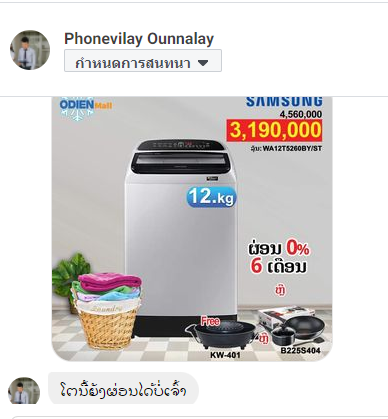 Phonevilay Ounnalay
กำหนดการสนทนา
ODIEN Mall
SAMSUNG
4,560,000
3,190,000
ລຸ້ນ: WA12T5260BY/ST
12.kg
ຜ່ອນ 0%
6 ເດືອນ
ຫຼື
Free
ຫຼື
KW-401
B225S404
ໂຕນີ້ຍັງຜ່ອນໄດ້ບໍ່ເຈົ້າ